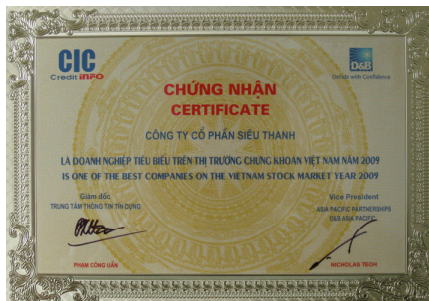 CIC
Credit INFO
D&B
Decide with Confidence
CHỨNG NHẬN
CERTIFICATE
CÔNG TY CỔ PHẦN SIÊU THANH
LÀ DOANH NGHIỆP TIÊU BIỂU TRÊN THỊ TRƯỜNG CHỨNG KHOÁN VIỆT NAM NĂM 2009
IS ONE OF THE BEST COMPANIES ON THE VIETNAM STOCK MARKET YEAR 2009
Giám đốc
TRUNG TÂM THÔNG TIN TÍN DỤNG
PHẠM CÔNG UẨN
Vice President
ASIA PACIFIC PARTNERSHIPS
D&B ASIA PACIFIC
NICHOLAS TEOH